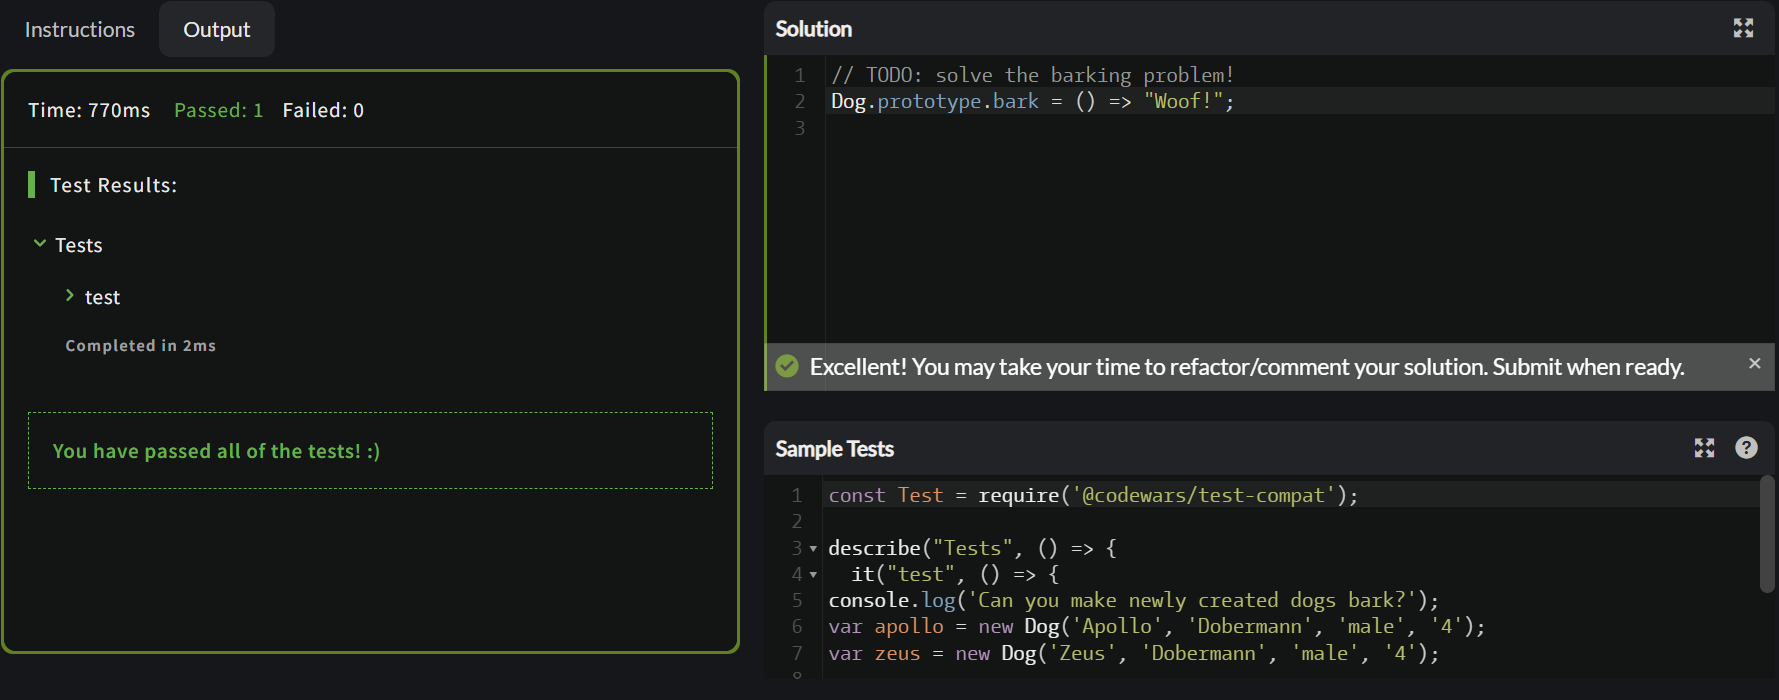 Instructions
Output
Time: 770ms Passed: 1 Failed: 0
Test Results:
Tests
test
Completed in 2ms
You have passed all of the tests! :)
Solution
1 // TODO: solve the barking problem!
2 Dog.prototype.bark = () => "Woof!";
3
Excellent! You may take your time to refactor/comment your solution. Submit when ready.
Sample Tests
1 const Test = require('@codewars/test-compat');
2
3 describe("Tests", () => {
4 it("test", () => {
5 console.log('Can you make newly created dogs bark?');
6 var apollo = new Dog('Apollo', 'Dobermann', 'male', '4');
7 var zeus = new Dog('Zeus', 'Dobermann', 'male', '4');